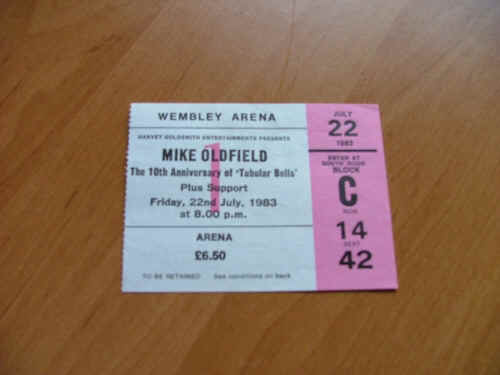 WEMBLEY ARENA
HARVEY GOLDSMITH ENTERTAINMENTS PRESENTS
MIKE OLDFIELD
The 10th Anniversary of 'Tubular Bells'
Plus Support
Friday, 22nd July, 1983
at 8.00 p.m.
1
ARENA
£6.50
TO BE RETAINED See conditions on back
JULY
22
1983
ENTER AT
SOUTH DOOR
BLOCK
C
ROW
14
SEAT
42